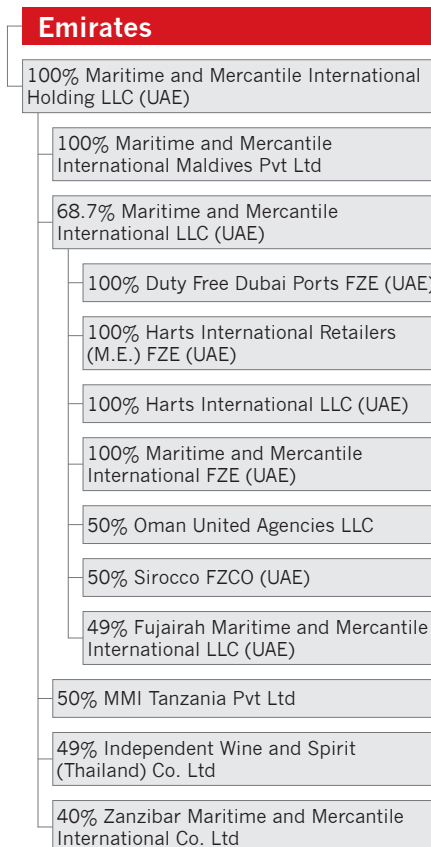 Emirates
100% Maritime and Mercantile International
Holding LLC (UAE)
100% Maritime and Mercantile
International Maldives Pvt Ltd
68.7% Maritime and Mercantile
International LLC (UAE)
100% Duty Free Dubai Ports FZE (UAE)
100% Harts International Retailers
(M.E.) FZE (UAE)
100% Harts International LLC (UAE)
100% Maritime and Mercantile
International FZE (UAE)
50% Oman United Agencies LLC
50% Sirocco FZCO (UAE)
49% Fujairah Maritime and Mercantile
International LLC (UAE)
50% MMI Tanzania Pvt Ltd
49% Independent Wine and Spirit
(Thailand) Co. Ltd
40% Zanzibar Maritime and Mercantile
International Co. Ltd